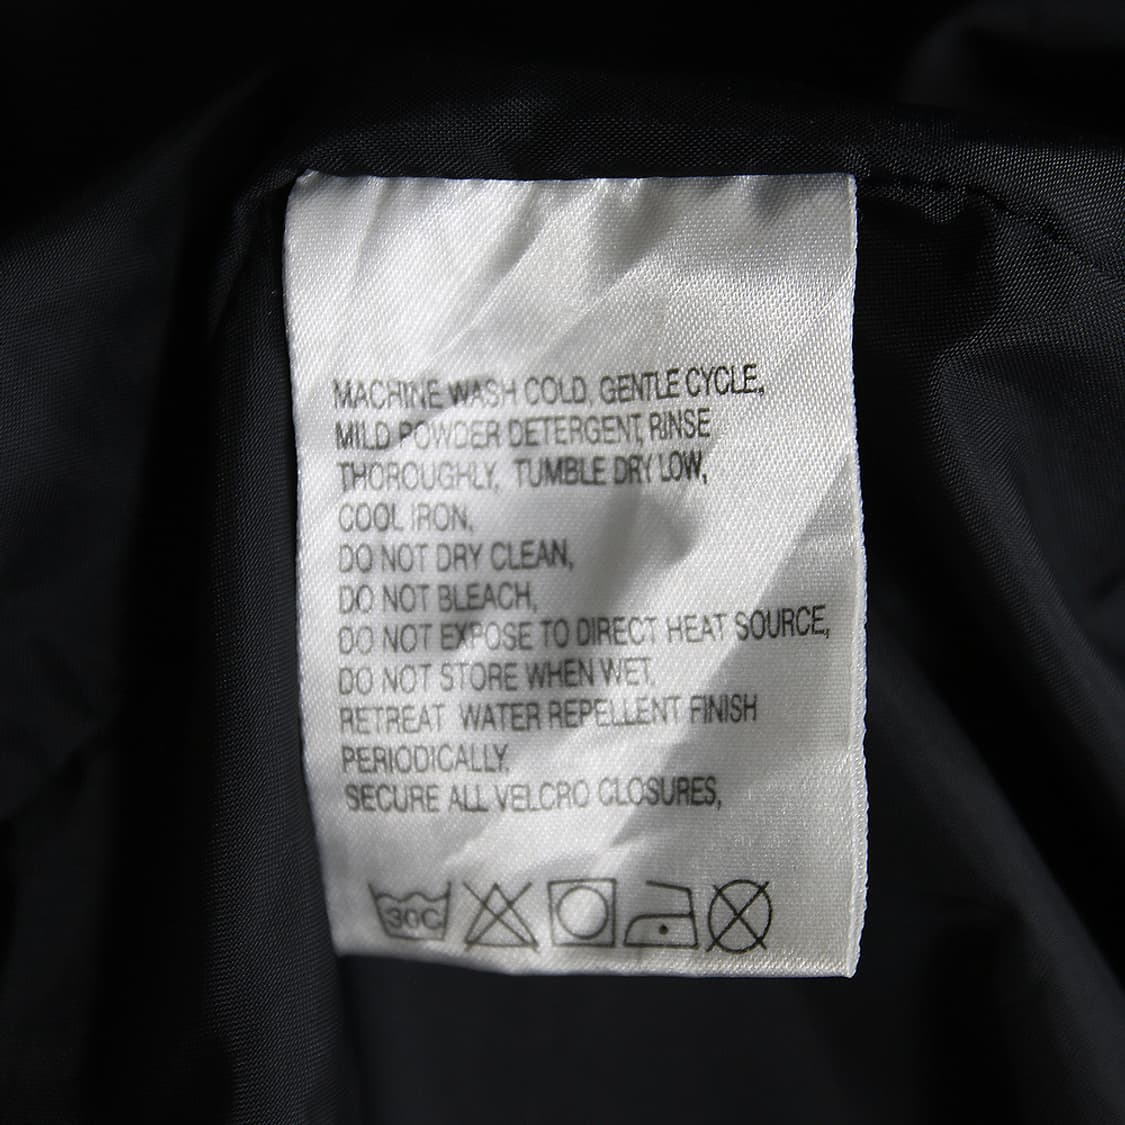 MACHINE WASH COLD, GENTLE CYCLE,
MILD POWDER DETERGENT, RINSE
THOROUGHLY, TUMBLE DRY LOW,
COOL IRON,
DO NOT DRY CLEAN,
DO NOT BLEACH,
DO NOT EXPOSE TO DIRECT HEAT SOURCE,
DO NOT STORE WHEN WET,
RETREAT WATER REPELLENT FINISH
PERIODICALLY,
SECURE ALL VELCRO CLOSURES,
30C